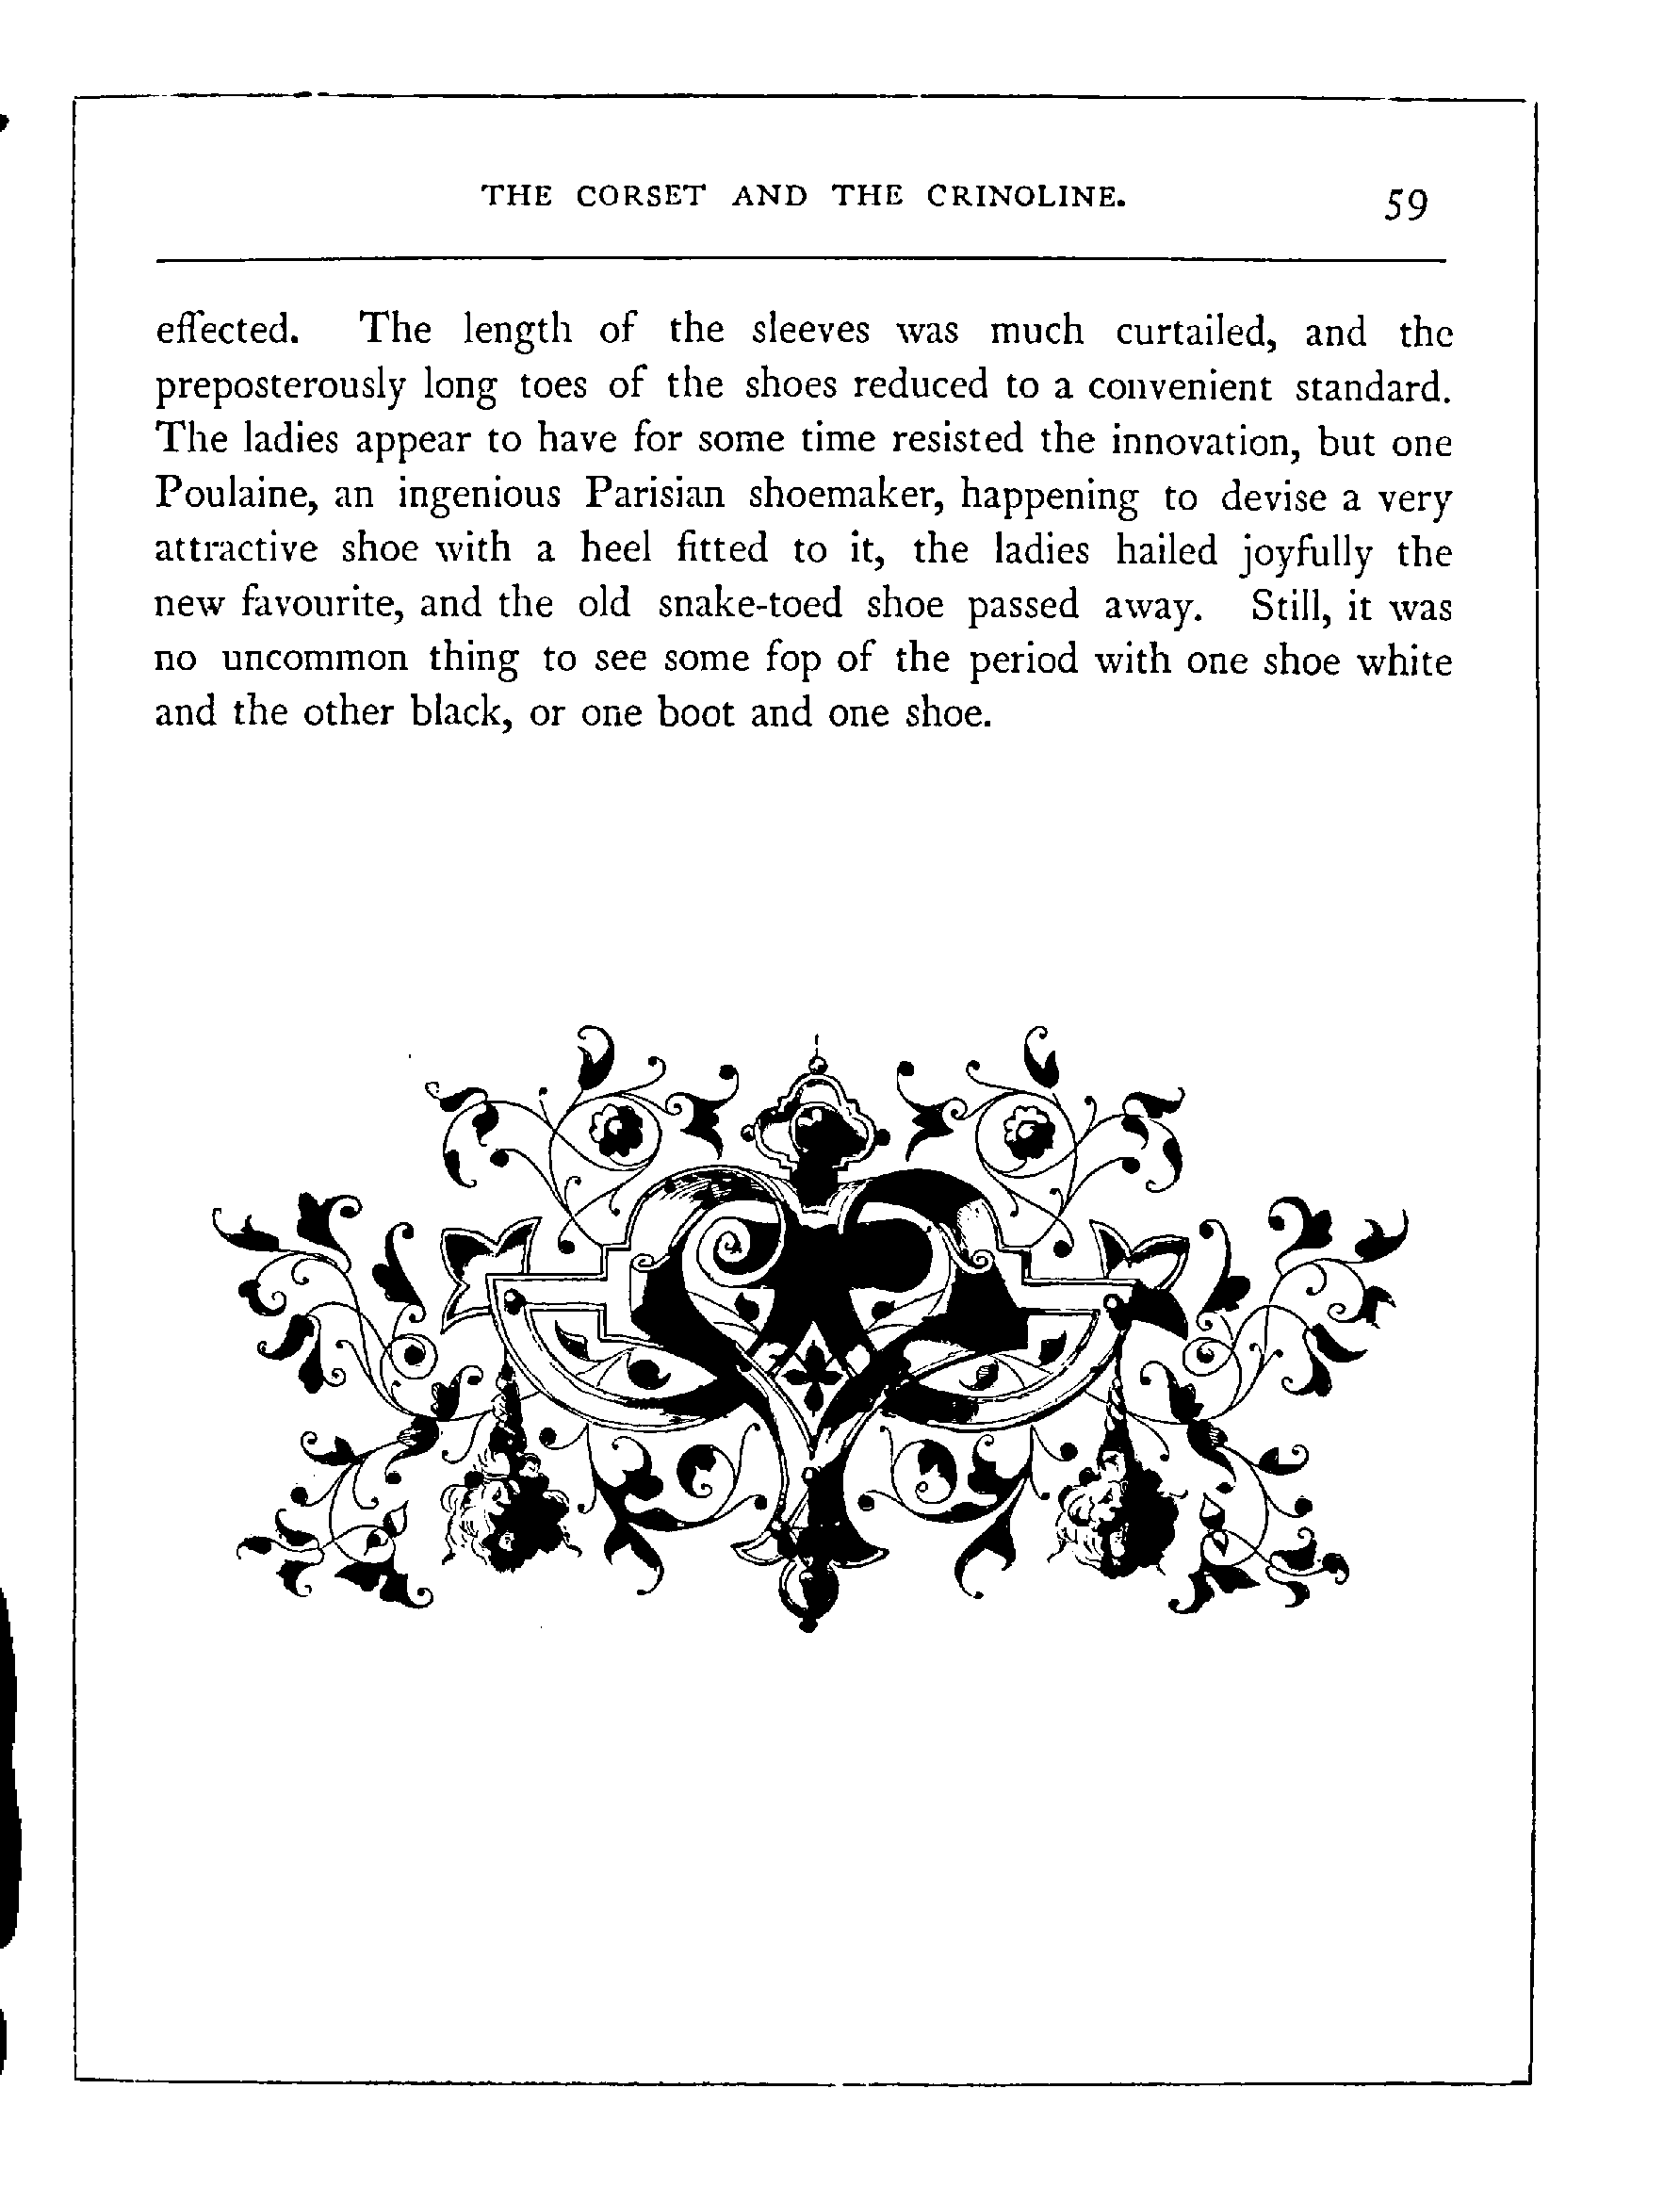 THE CORSET AND THE CRINOLINE. 59
effected. The length of the sleeves was much curtailed, and the
preposterously long toes of the shoes reduced to a convenient standard.
The ladies appear to have for some time resisted the innovation, but one
Poulaine, an ingenious Parisian shoemaker, happening to devise a very
attractive shoe with a heel fitted to it, the ladies hailed joyfully the
new favourite, and the old snake-toed shoe passed away. Still, it was
no uncommon thing to see some fop of the period with one shoe white
and the other black, or one boot and one shoe.